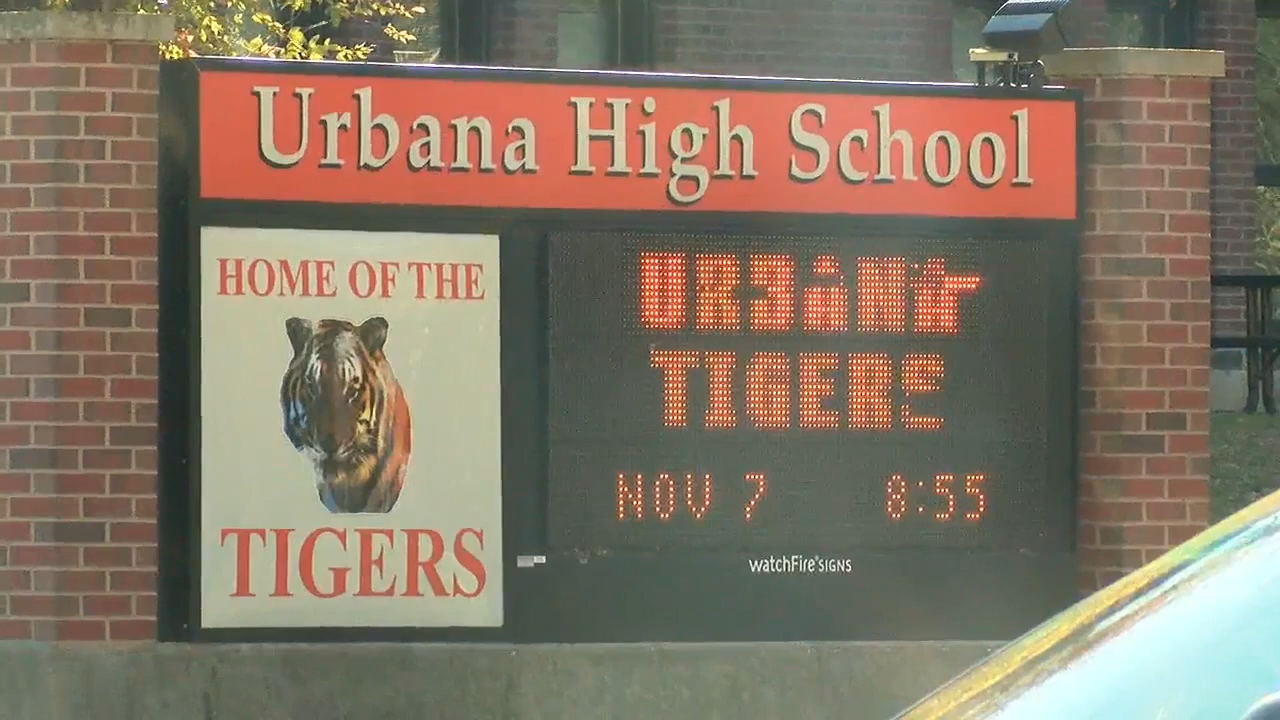 Urbana High School
HOME OF THE
TIGERS
URBANA
TIGERS
NOV 7 8:55
watchFire®SIGNS